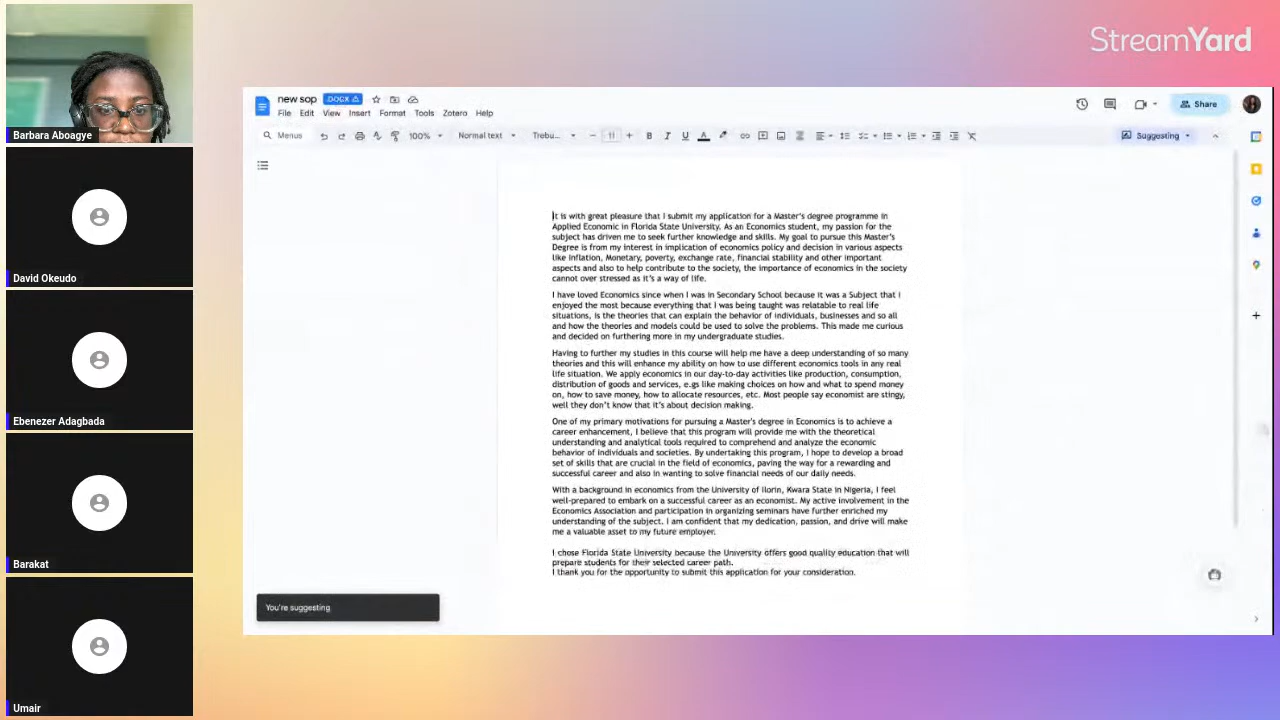 StreamYard
Barbara Aboagye
David Okeudo
Ebenezer Adagbada
Barakat
Umair
new sop .DOCX
File Edit View Insert Format Tools Zotero Help
Share
Menus 100% Normal text Trebu... 11 Suggesting
It is with great pleasure that I submit my application for a Master's degree programme in
Applied Economic in Florida State University. As an Economics student, my passion for the
subject has driven me to seek further knowledge and skills. My goal to pursue this Master's
Degree is from my interest in implication of economics policy and decision in various aspects
like Inflation, Monetary, poverty, exchange rate, financial stability and other important
aspects and also to help contribute to the society, the importance of economics in the society
cannot over stressed as it's a way of life.
I have loved Economics since when I was in Secondary School because it was a Subject that I
enjoyed the most because everything that I was being taught was relatable to real life
situations, is the theories that can explain the behavior of individuals, businesses and so all
and how the theories and models could be used to solve the problems. This made me curious
and decided on furthering more in my undergraduate studies.
Having to further my studies in this course will help me have a deep understanding of so many
theories and this will enhance my ability on how to use different economics tools in any real
life situation. We apply economics in our day-to-day activities like production, consumption,
distribution of goods and services, e.gs like making choices on how and what to spend money
on, how to save money, how to allocate resources, etc. Most people say economist are stingy,
well they don't know that it's about decision making.
One of my primary motivations for pursuing a Master's degree in Economics is to achieve a
career enhancement, I believe that this program will provide me with the theoretical
understanding and analytical tools required to comprehend and analyze the economic
behavior of individuals and societies. By undertaking this program, I hope to develop a broad
set of skills that are crucial in the field of economics, paving the way for a rewarding and
successful career and also in wanting to solve financial needs of our daily needs.
With a background in economics from the University of Ilorin, Kwara State in Nigeria, I feel
well-prepared to embark on a successful career as an economist. My active involvement in the
Economics Association and participation in organizing seminars have further enriched my
understanding of the subject. I am confident that my dedication, passion, and drive will make
me a valuable asset to my future employer.
I chose Florida State University because the University offers good quality education that will
prepare students for their selected career path.
I thank you for the opportunity to submit this application for your consideration.
You're suggesting